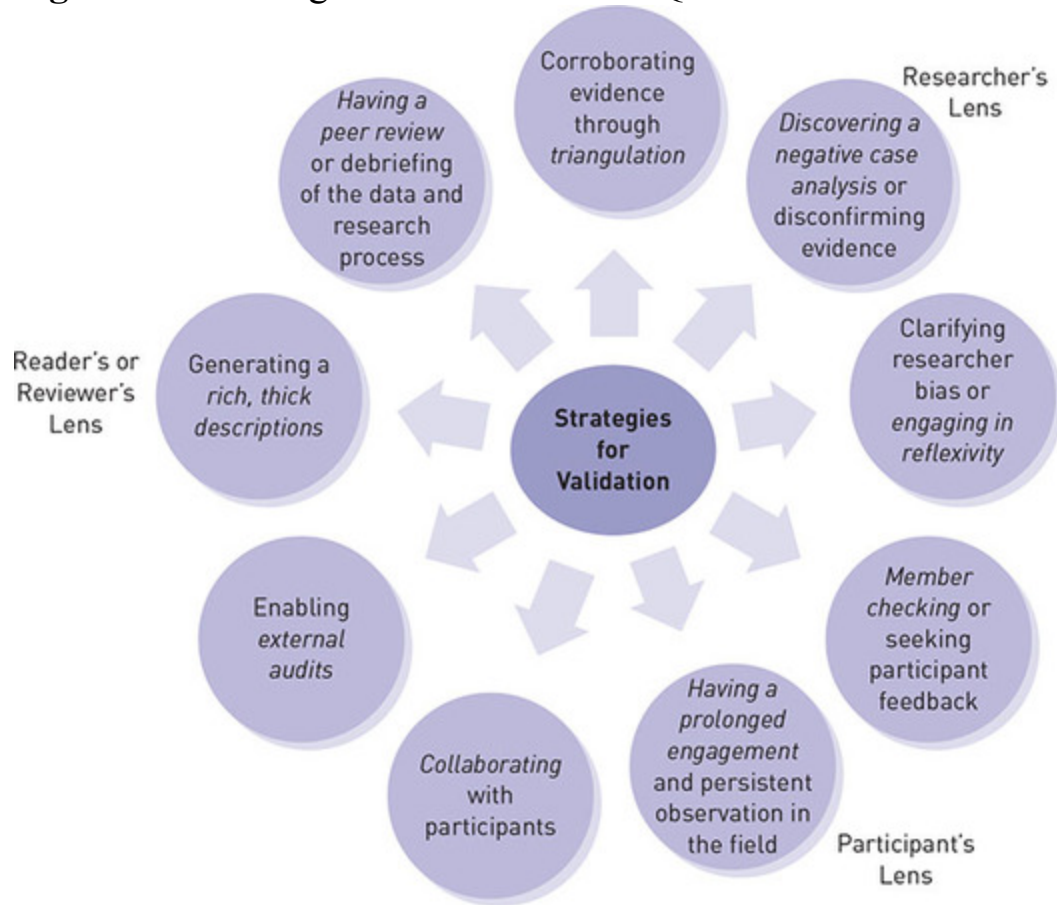 Corroborating
evidence
through
triangulation
Researcher's
Lens
Discovering a
negative case
analysis or
disconfirming
evidence
Clarifying
researcher
bias or
engaging in
reflexivity
Member
checking or
seeking
participant
feedback
Having a
prolonged
engagement
and persistent
observation in
the field
Participant's
Lens
Collaborating
with
participants
Enabling
external
audits
Reader's or
Reviewer's
Lens
Generating a
rich, thick
descriptions
Having a
peer review
or debriefing
of the data and
research
process
Strategies
for
Validation